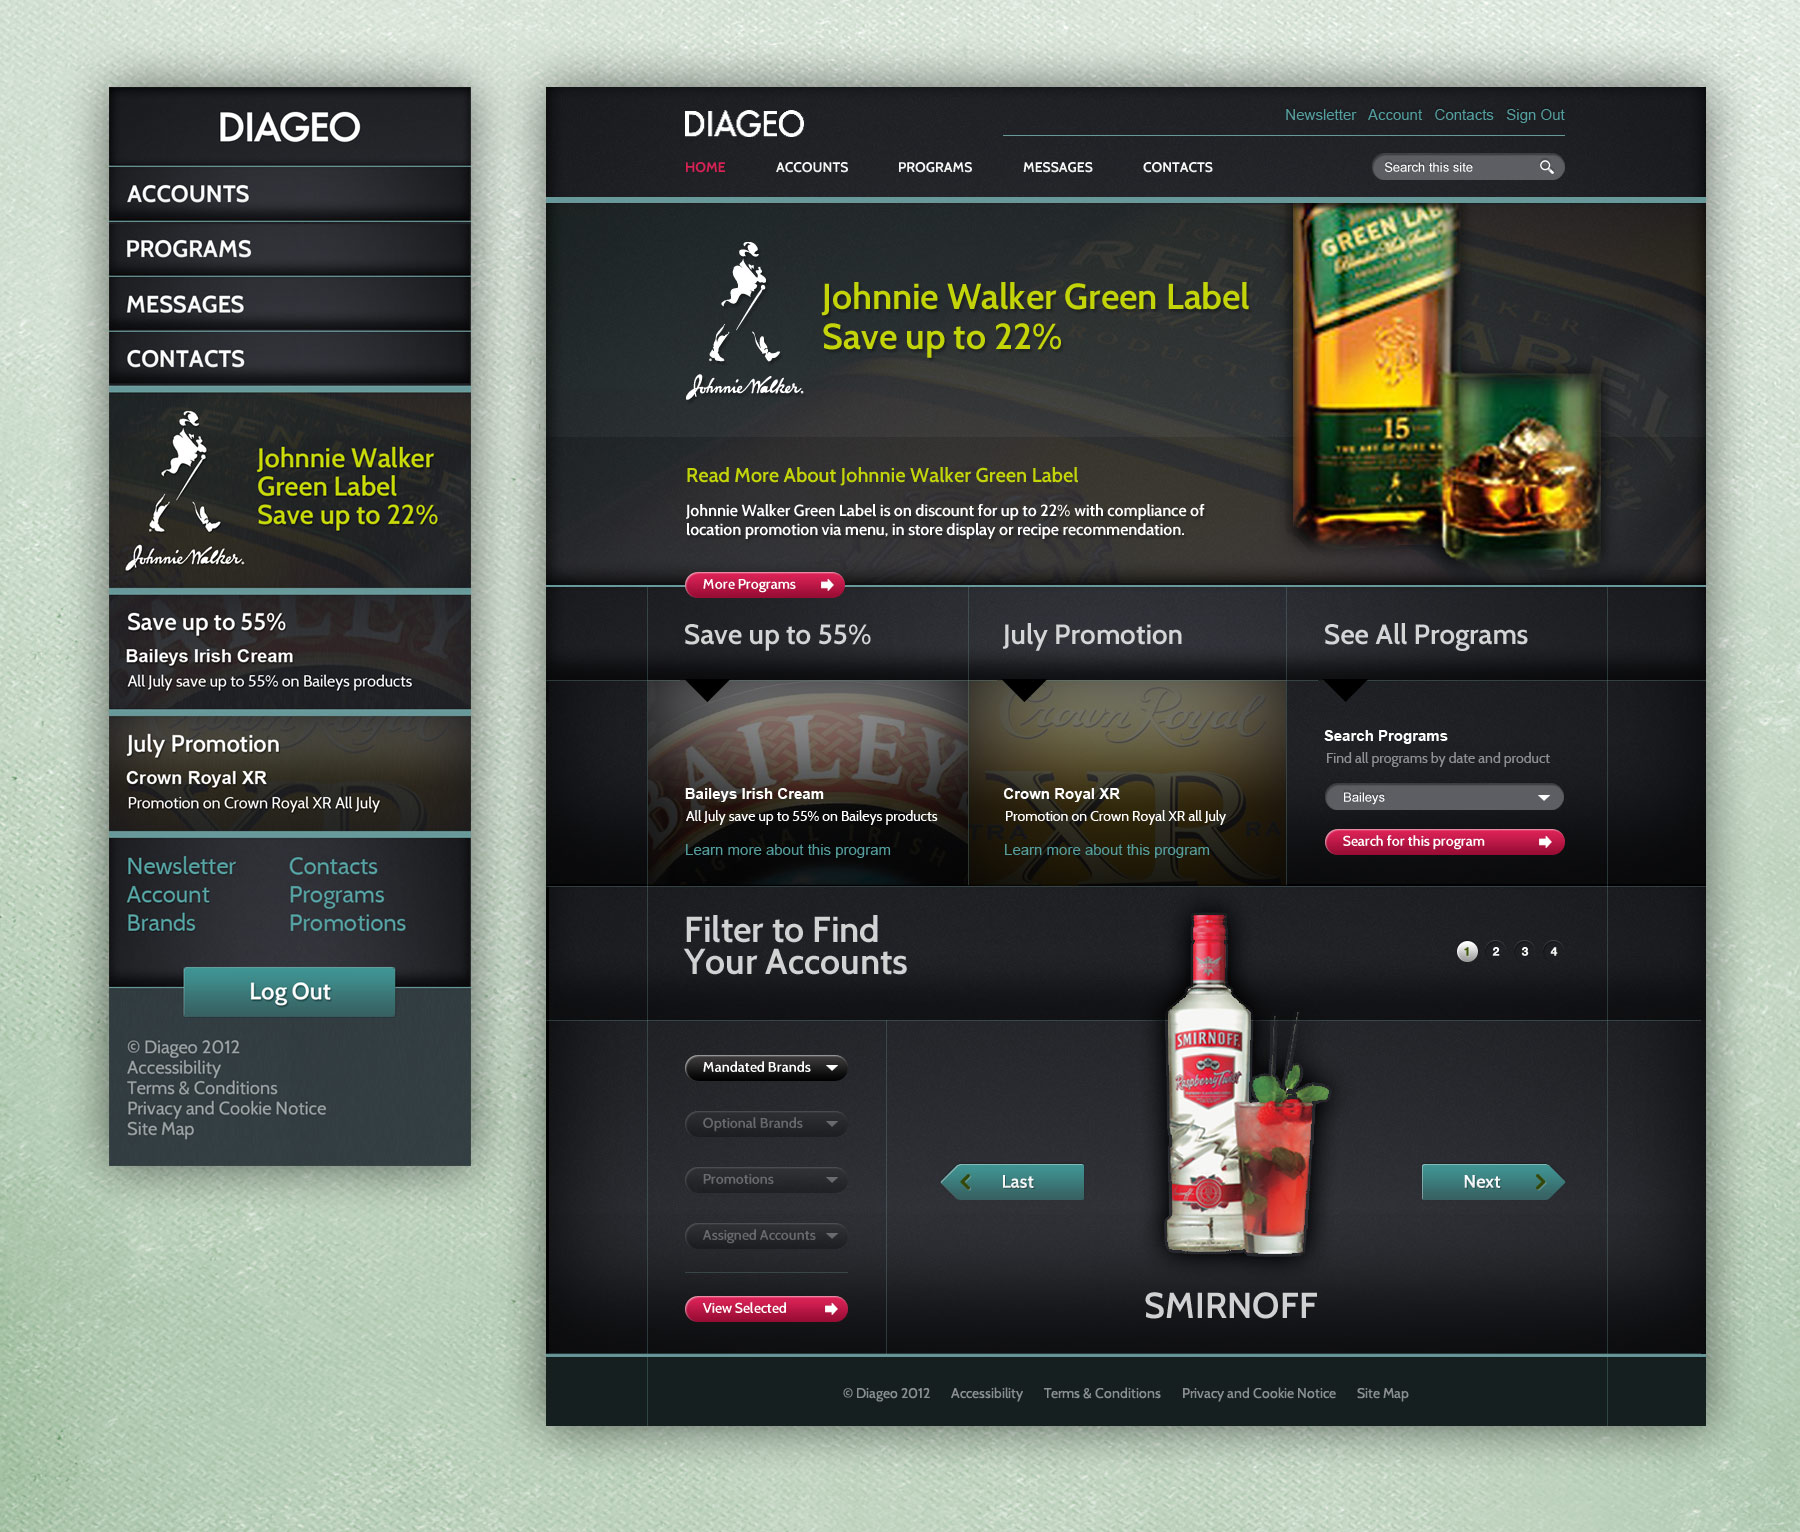 DIAGEO
ACCOUNTS
PROGRAMS
MESSAGES
CONTACTS
Johnnie Walker
Green Label
Save up to 22%
Johnnie Walker.
Save up to 55%
Baileys Irish Cream
All July save up to 55% on Baileys products
July Promotion
Crown Royal XR
Promotion on Crown Royal XR All July
Newsletter Contacts
Account Programs
Brands Promotions
Log Out
© Diageo 2012
Accessibility
Terms & Conditions
Privacy and Cookie Notice
Site Map
DIAGEO
Newsletter Account Contacts Sign Out
HOME ACCOUNTS PROGRAMS MESSAGES CONTACTS
Search this site
Johnnie Walker Green Label
Save up to 22%
Johnnie Walker.
GREEN LABEL
15
Read More About Johnnie Walker Green Label
Johnnie Walker Green Label is on discount for up to 22% with compliance of
location promotion via menu, in store display or recipe recommendation.
More Programs
Save up to 55% July Promotion See All Programs
BAILEY
Crown Royal
XR
Baileys Irish Cream
All July save up to 55% on Baileys products
Learn more about this program
Crown Royal XR
Promotion on Crown Royal XR all July
Learn more about this program
Search Programs
Find all programs by date and product
Baileys
Search for this program
Filter to Find
Your Accounts
1 2 3 4
SMIRNOFF
Raspberry Twist
Mandated Brands
Optional Brands
Promotions
Assigned Accounts
View Selected
Last
Next
SMIRNOFF
© Diageo 2012 Accessibility Terms & Conditions Privacy and Cookie Notice Site Map